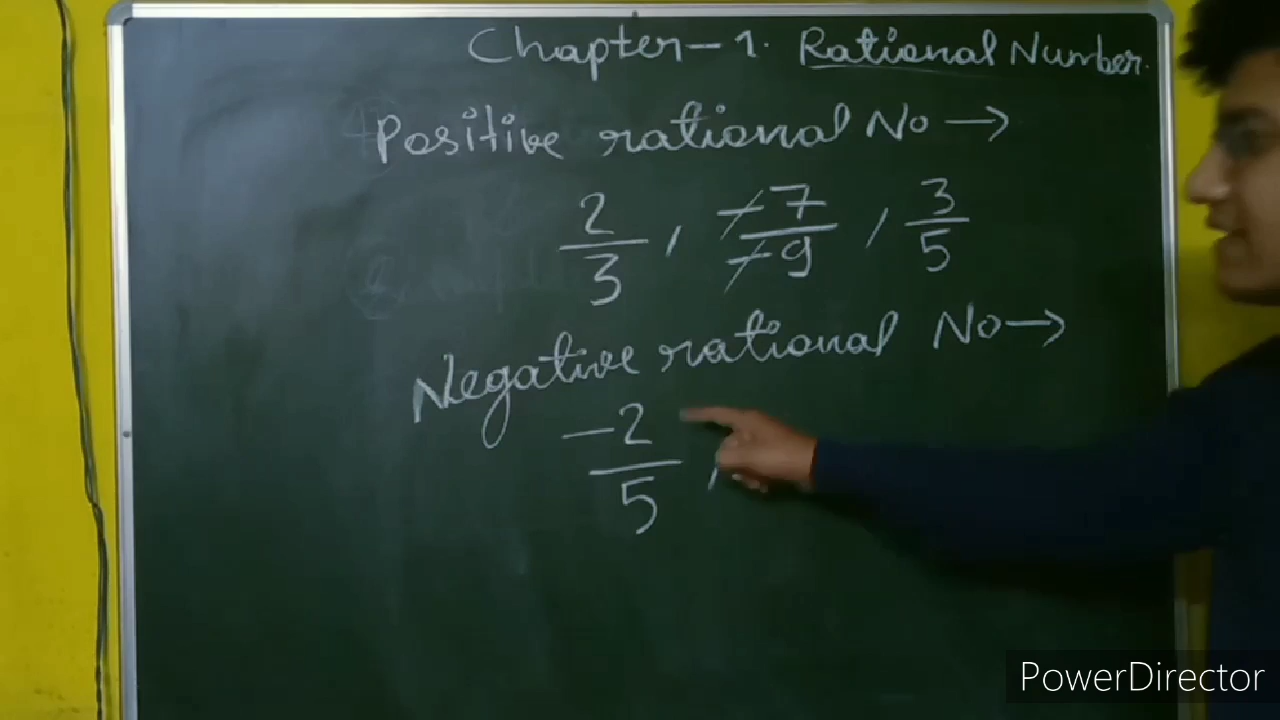 Chapter-1. Rational Number.
Positive rational No →
2/3, -7/-9, 3/5
Negative rational No →
-2/5,
PowerDirector